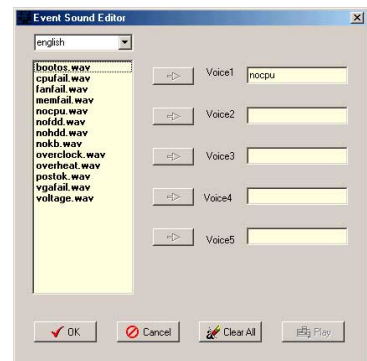 Event Sound Editor
english
bootos.wav
cpufail.wav
fanfail.wav
memfail.wav
nocpu.wav
nofdd.wav
nohdd.wav
nokb.wav
overclock.wav
overheat.wav
postok.wav
vgafail.wav
voltage.wav
Voice1 nocpu
Voice2
Voice3
Voice4
Voice5
OK Cancel Clear All Play